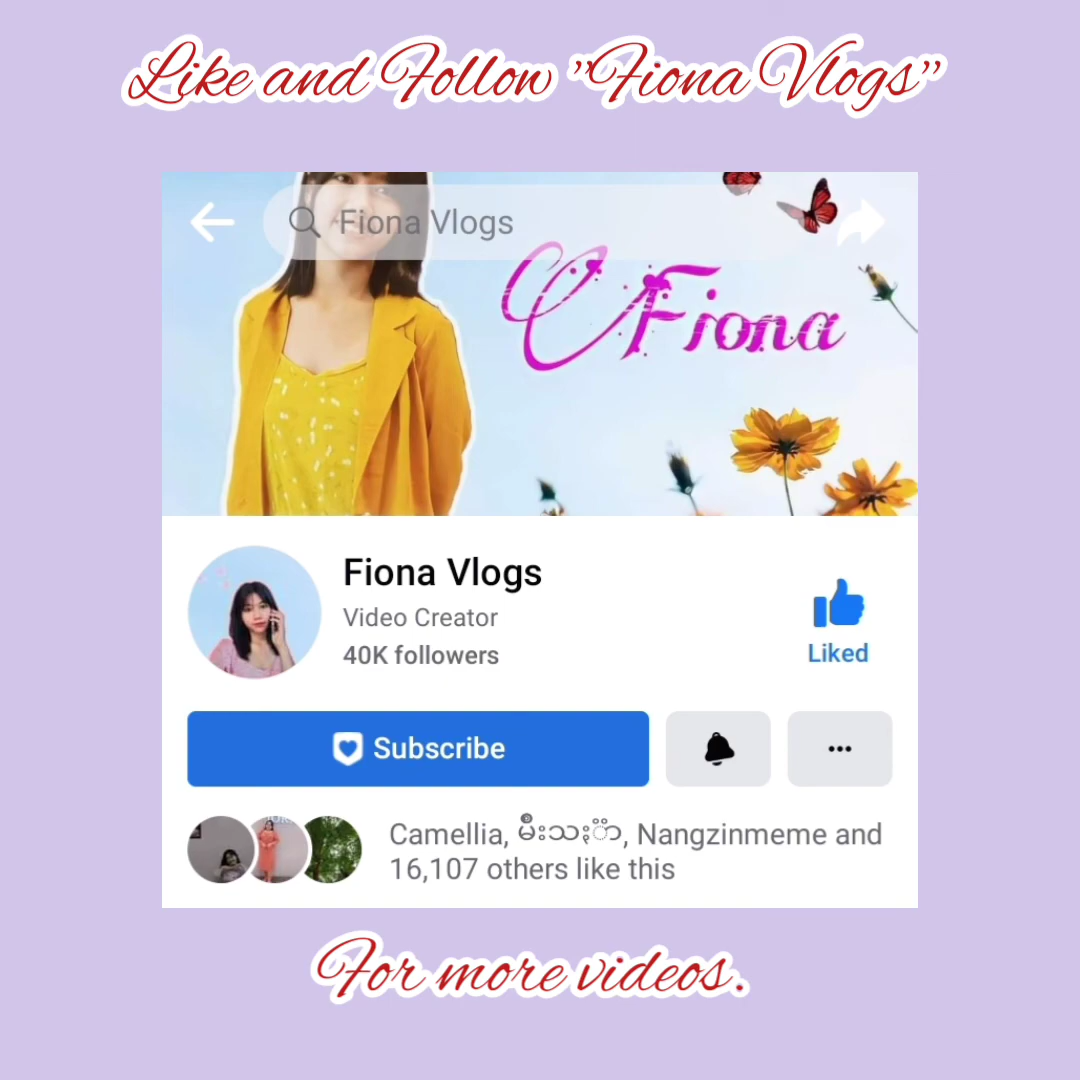 Like and Follow "Fiona Vlogs"
Fiona Vlogs
Fiona
Fiona Vlogs
Video Creator
40K followers
Liked
Subscribe
Camellia, , Nangzinmeme and
16,107 others like this
For more videos.